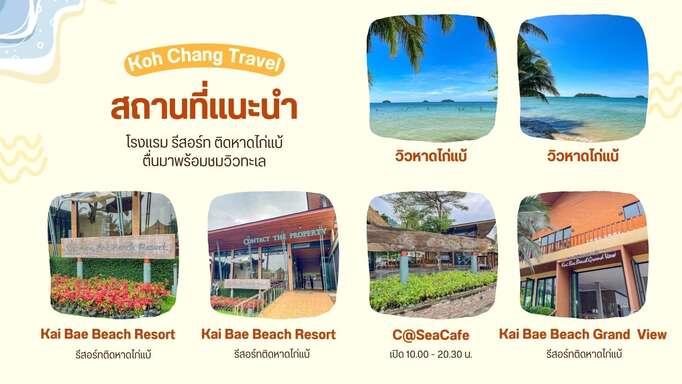 Koh Chang Travel
สถานที่แนะนำ
โรงแรม รีสอร์ท ติดหาดไก่แบ้
ตื่นมาพร้อมชมวิวทะเล
วิวหาดไก่แบ้
วิวหาดไก่แบ้
Kai Bae Beach Resort
CONTACT THE PROPERTY
Kai Bae Beach Grand View
Kai Bae Beach Resort
รีสอร์ทติดหาดไก่แบ้
Kai Bae Beach Resort
รีสอร์ทติดหาดไก่แบ้
C@SeaCafe
เปิด 10.00 - 20.30 น.
Kai Bae Beach Grand View
รีสอร์ทติดหาดไก่แบ้